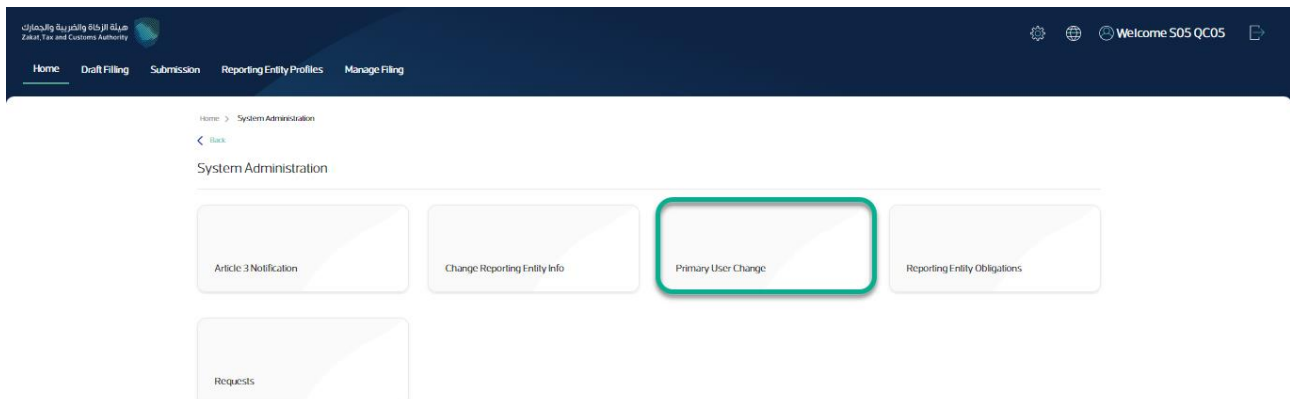 هيئة الزكاة والضريبة والجمارك
Zakat, Tax and Customs Authority
Welcome S05 QC05
Home Draft Filling Submission Reporting Entity Profiles Manage Filing
Home > System Administration
Back
System Administration
Article 3 Notification Change Reporting Entity Info Primary User Change Reporting Entity Obligations
Requests